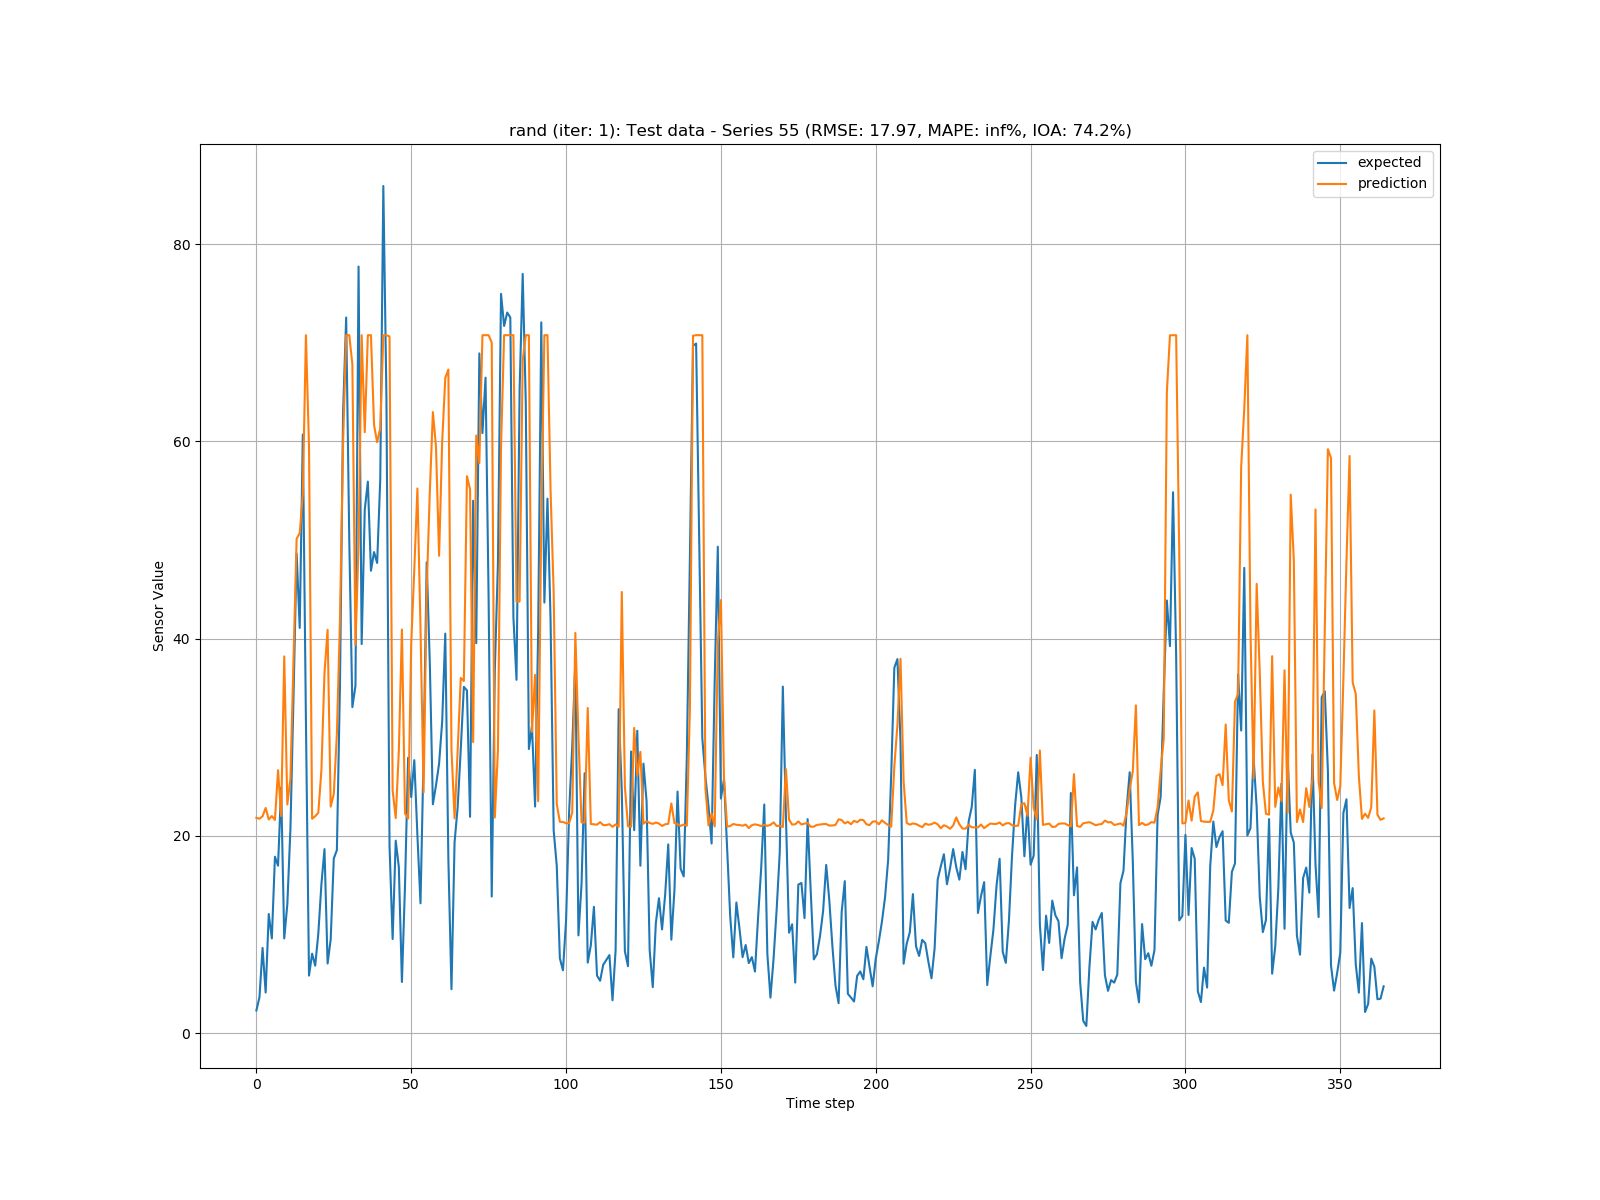 rand (iter: 1): Test data - Series 55 (RMSE: 17.97, MAPE: inf%, IOA: 74.2%)
expected
prediction
80
60
40
20
0
Sensor Value
0 50 100 150 200 250 300 350
Time step